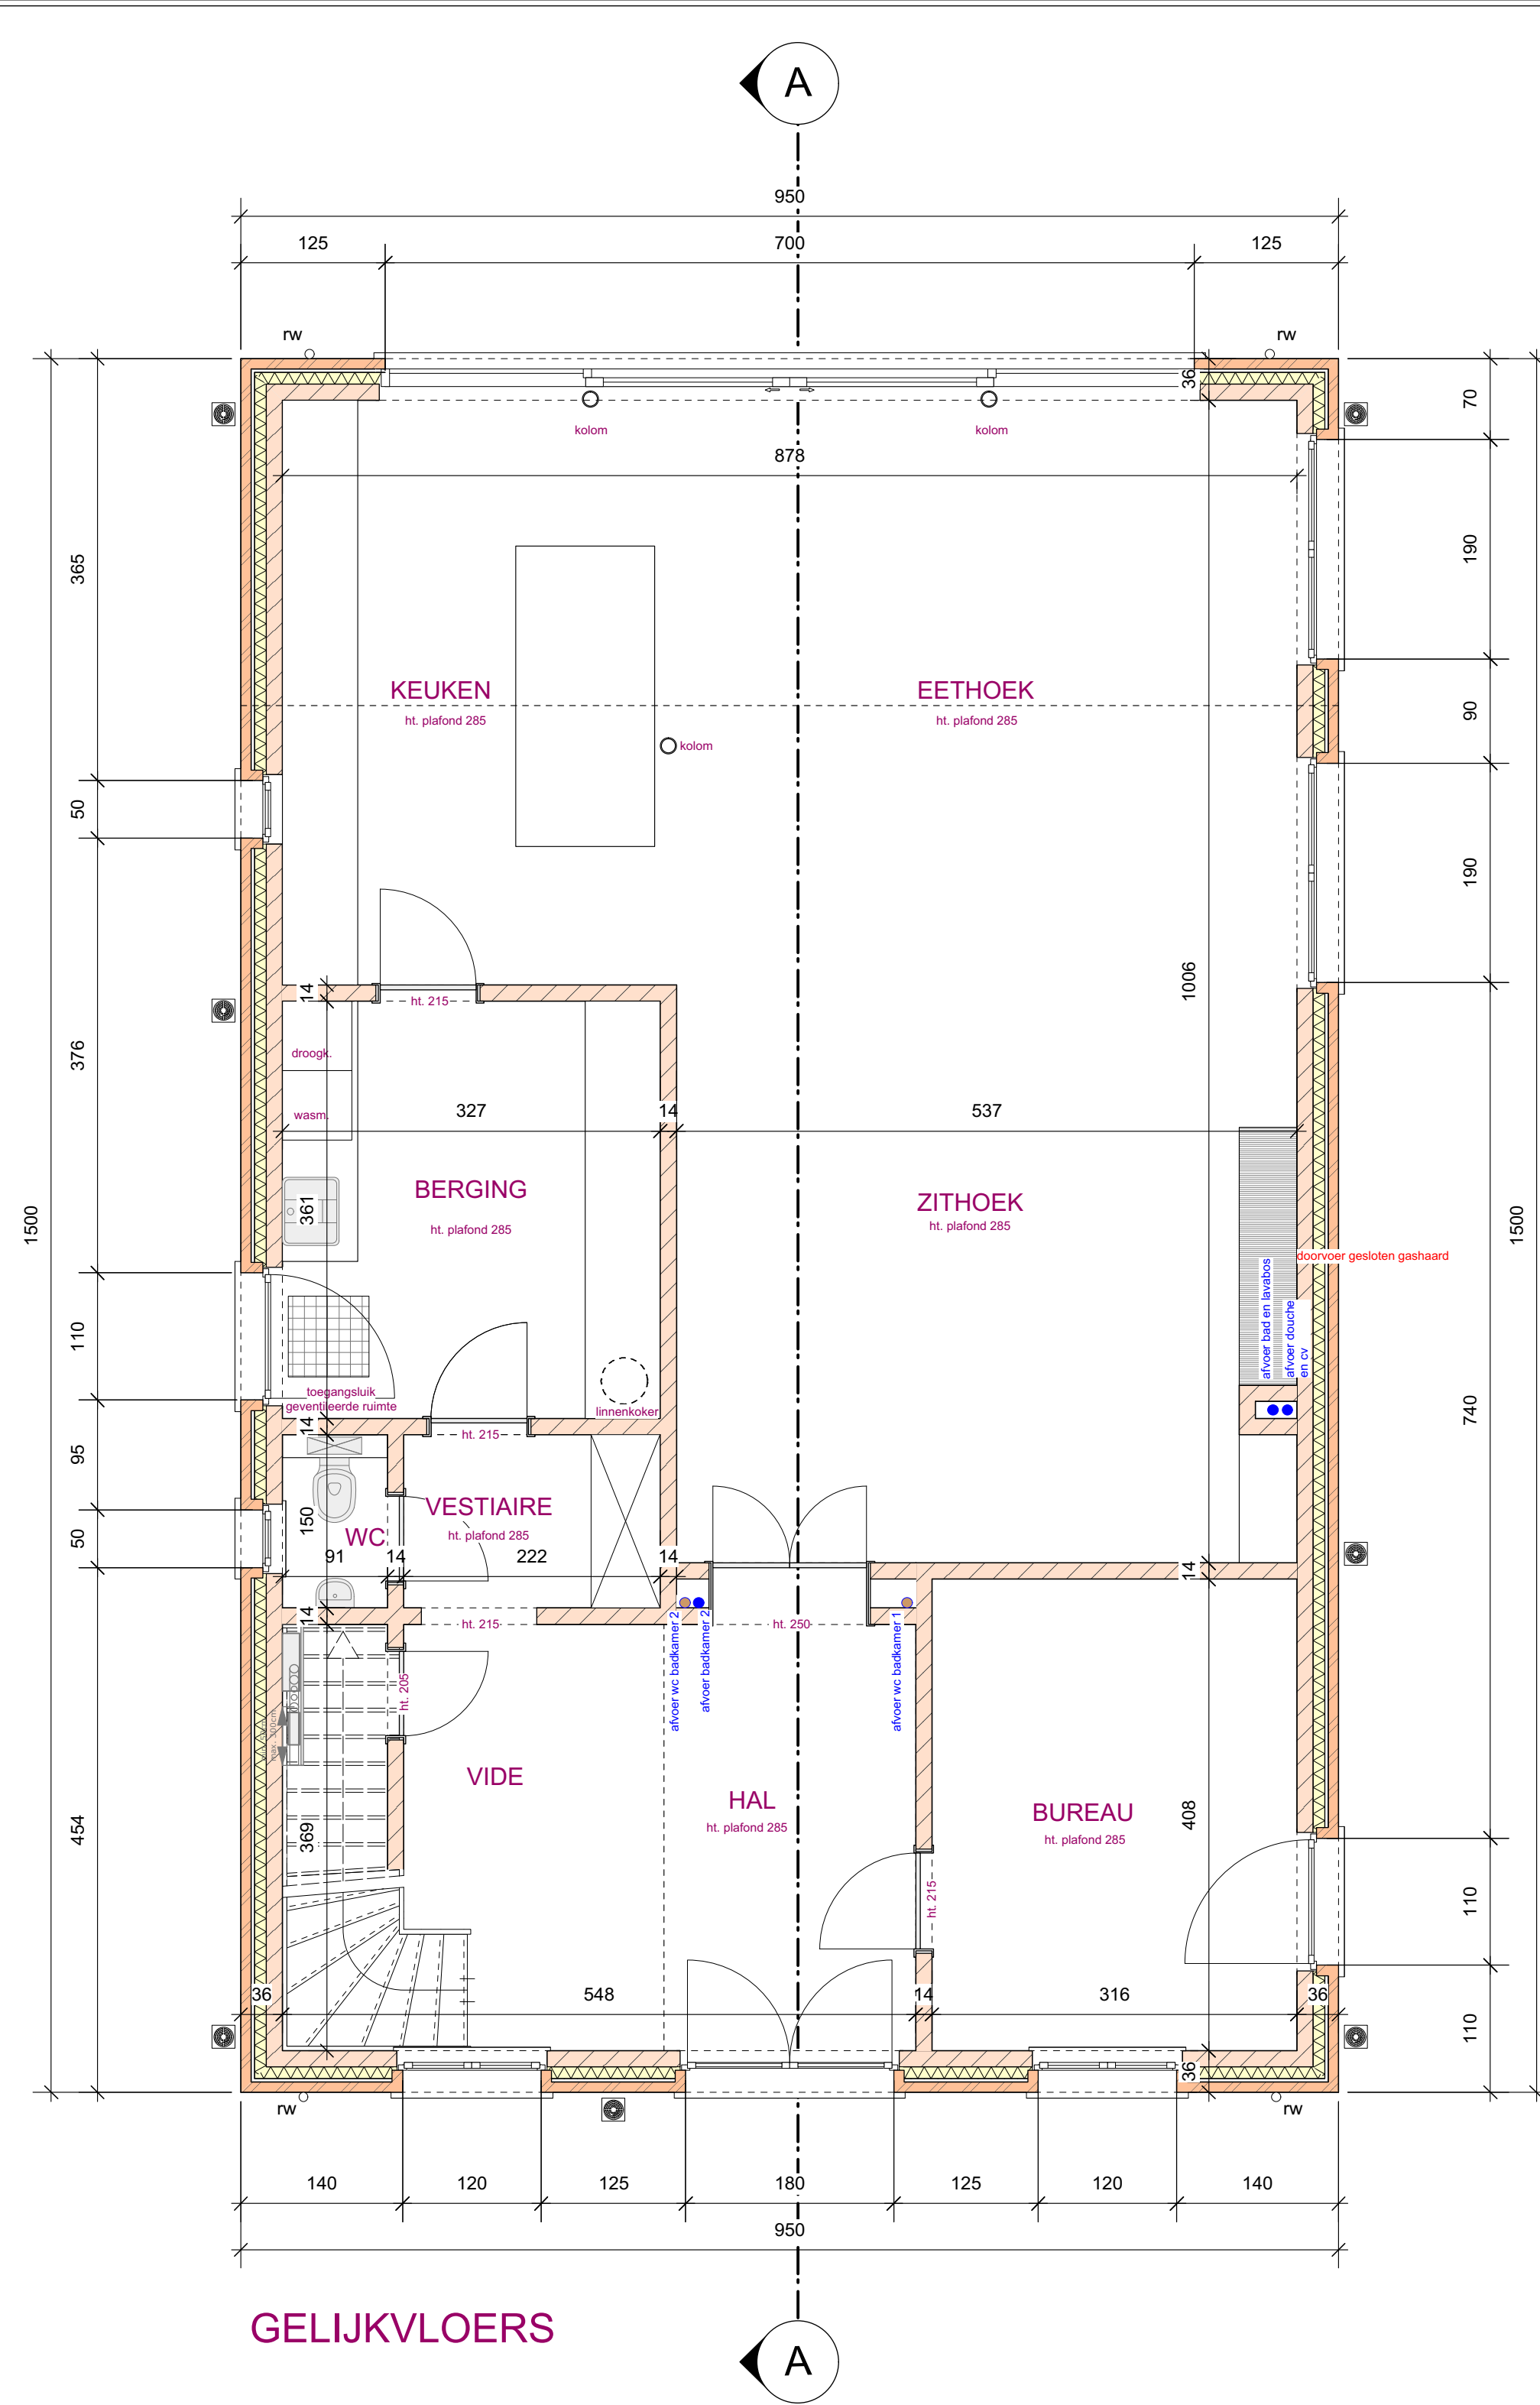 A
950
125
700
125
rw
rw
36
70
kolom
kolom
878
365
190
KEUKEN
ht. plafond 285
EETHOEK
ht. plafond 285
90
kolom
50
190
14
ht. 215
1006
droogk.
376
wasm.
327
14
537
BERGING
ht. plafond 285
361
ZITHOEK
ht. plafond 285
1500
1500
doorvoer gesloten gashaard
afvoer bad en lavabos
afvoer douche
en cv
110
toegangsluik
geventileerde ruimte
linnenkoker
740
14
ht. 215
95
VESTIAIRE
ht. plafond 285
150
WC
50
91
14
222
14
14
14
ht. 215
ht. 250
afvoer wc badkamer 2
afvoer badkamer 2
afvoer wc badkamer 1
ht. 205
max. 300cm
VIDE
HAL
ht. plafond 285
BUREAU
ht. plafond 285
454
369
408
ht. 215
110
36
548
14
316
36
110
36
rw
rw
140
120
125
180
125
120
140
950
GELIJKVLOERS
A